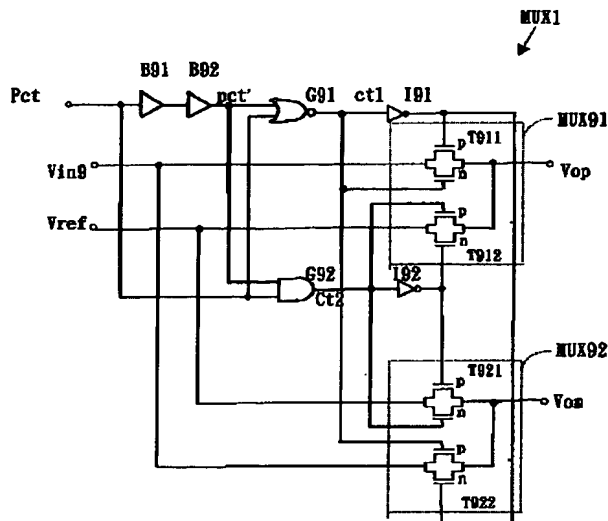 MUX1
B91
B92
Pct
pct'
G91
ct1
I91
MUX91
T911
p
n
Vin9
Vop
Vref
p
n
T912
G92
Ct2
I92
MUX92
T921
p
n
Vom
p
n
T922